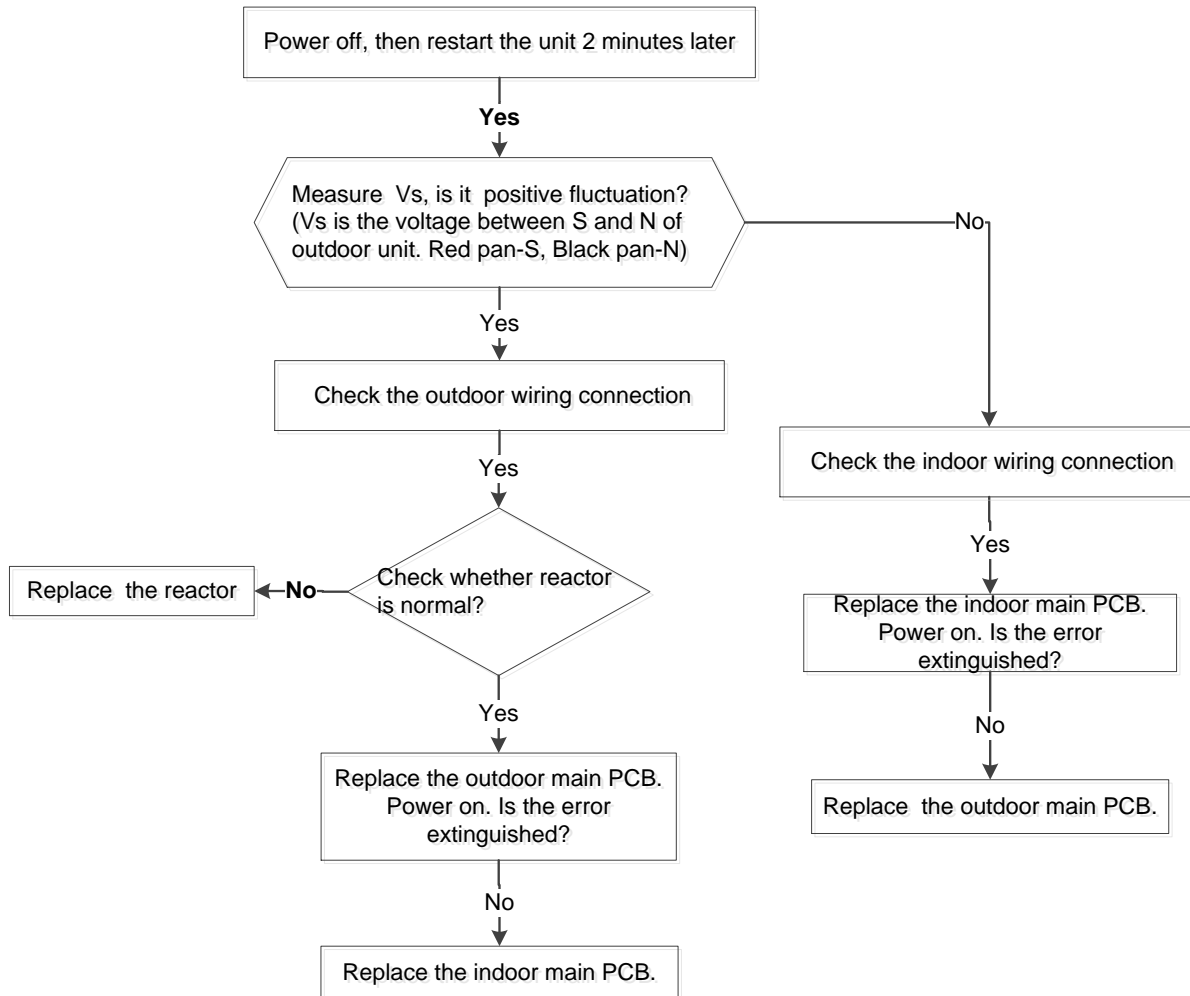 Power off, then restart the unit 2 minutes later
Yes
Measure Vs, is it positive fluctuation?
(Vs is the voltage between S and N of
outdoor unit. Red pan-S, Black pan-N)
No
Yes
Check the outdoor wiring connection
Yes
Check the indoor wiring connection
Yes
Check whether reactor
is normal?
No
Replace the reactor
Replace the indoor main PCB.
Power on. Is the error
extinguished?
Yes
No
Replace the outdoor main PCB.
Power on. Is the error
extinguished?
Replace the outdoor main PCB.
No
Replace the indoor main PCB.